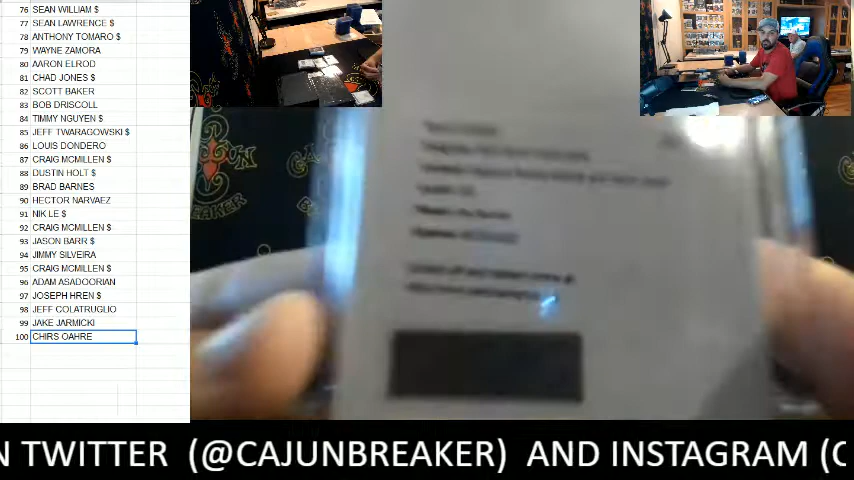 76 SEAN WILLIAM $
77 SEAN LAWRENCE $
78 ANTHONY TOMARO $
79 WAYNE ZAMORA
80 AARON ELROD
81 CHAD JONES $
82 SCOTT BAKER
83 BOB DRISCOLL
84 TIMMY NGUYEN $
85 JEFF TWARAGOWSKI $
86 LOUIS DONDERO
87 CRAIG MCMILLEN $
88 DUSTIN HOLT $
89 BRAD BARNES
90 HECTOR NARVAEZ
91 NIK LE $
92 CRAIG MCMILLEN $
93 JASON BARR $
94 JIMMY SILVEIRA
95 CRAIG MCMILLEN $
96 ADAM ASADOORIAN
97 JOSEPH HREN $
98 JEFF COLATRUGLIO
99 JAKE JARMICKI
100 CHIRS OAHRE
BREAKER
N TWITTER (@CAJUNBREAKER) AND INSTAGRAM (C